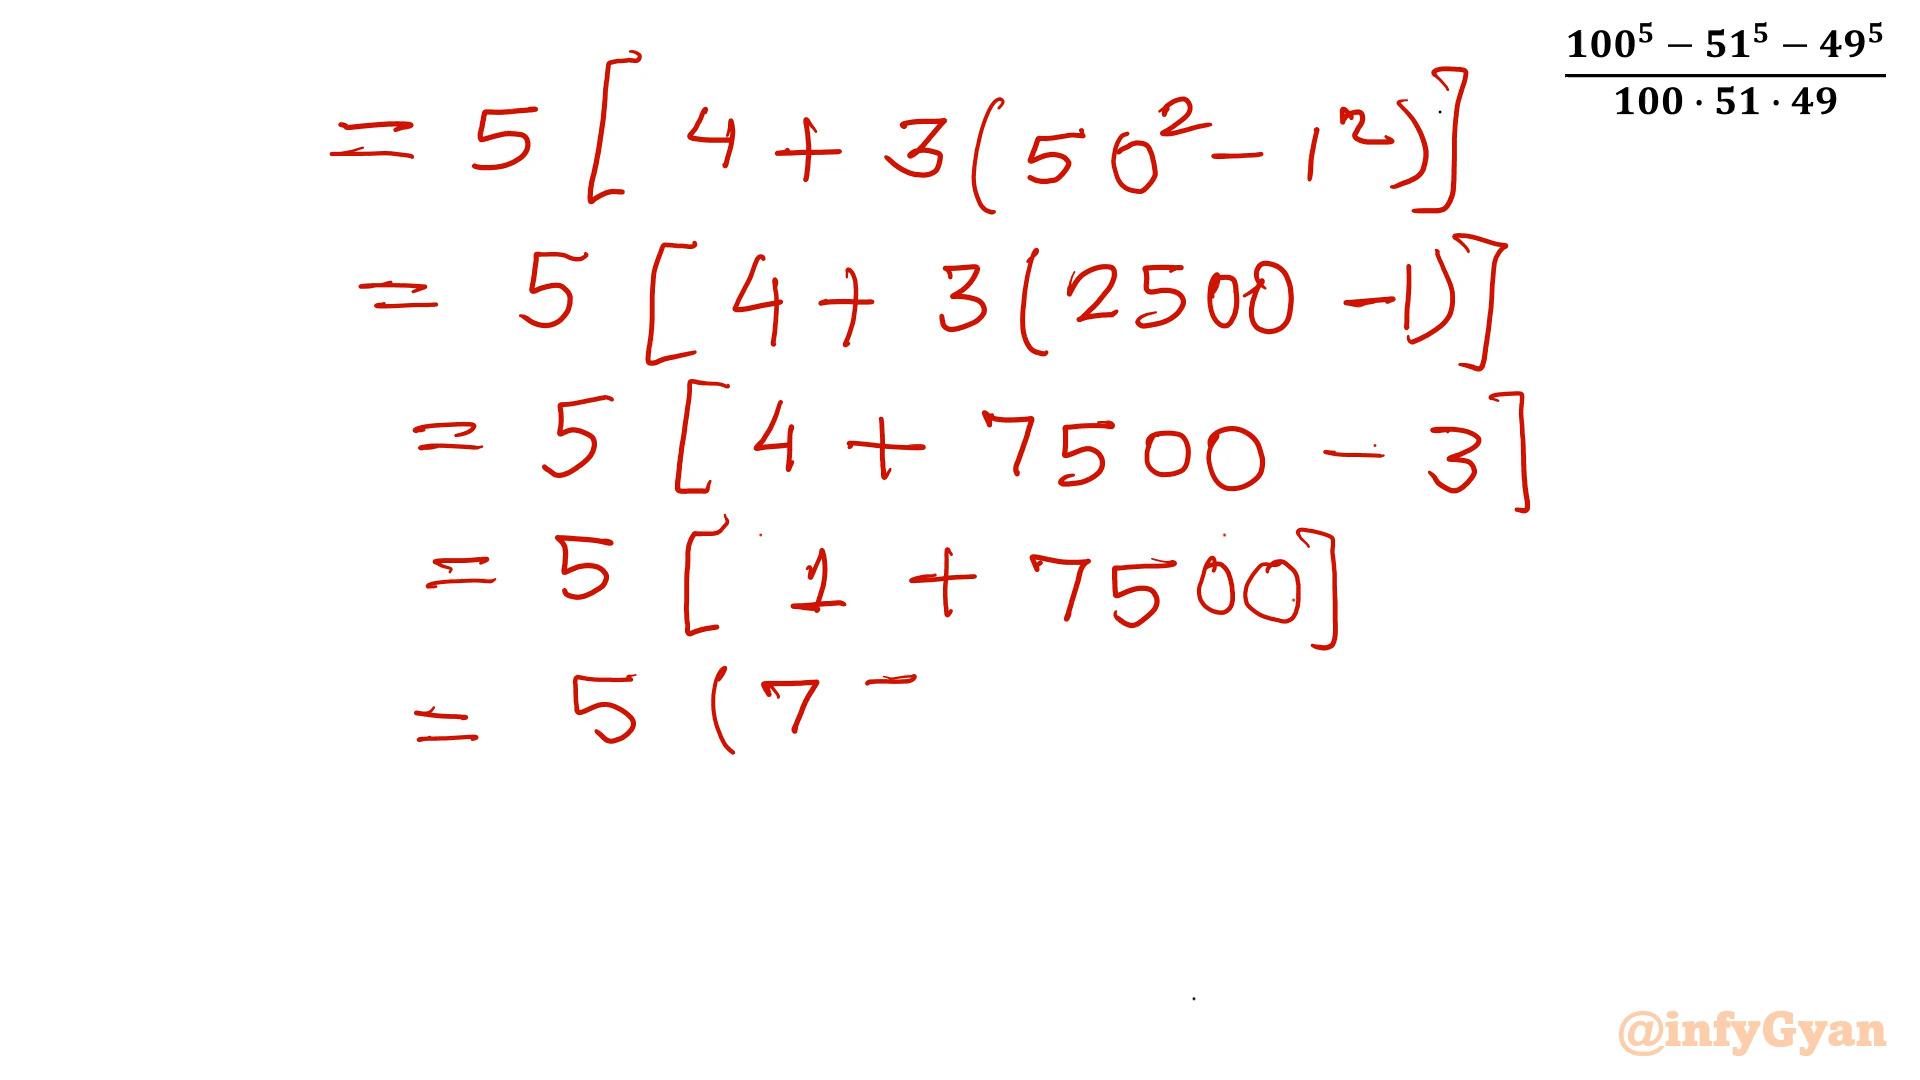 100⁵ − 51⁵ − 49⁵
100 · 51 · 49
= 5 [ 4 + 3 ( 50² − 1² ) ]
= 5 [ 4 + 3 ( 2500 − 1 ) ]
= 5 [ 4 + 7500 − 3 ]
= 5 [ 1 + 7500 ]
= 5 ( 7
@infyGyan